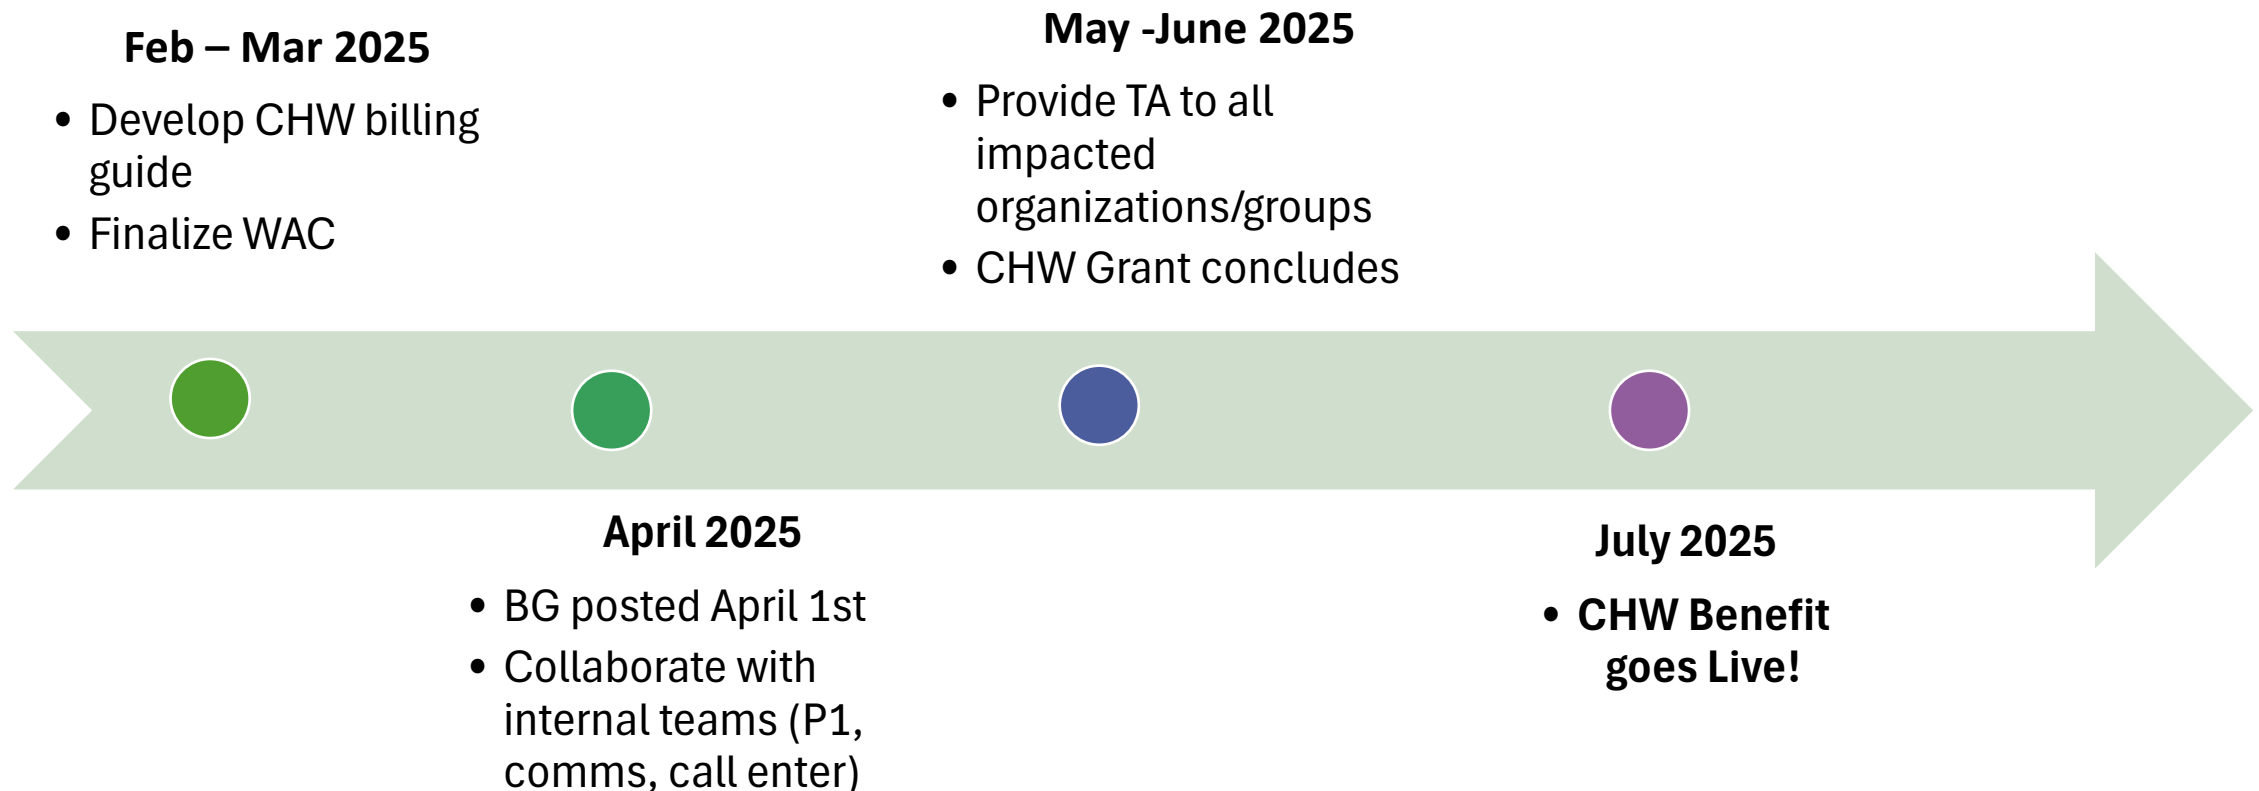 Feb – Mar 2025
• Develop CHW billing
guide
• Finalize WAC
May -June 2025
• Provide TA to all
impacted
organizations/groups
• CHW Grant concludes
April 2025
• BG posted April 1st
• Collaborate with
internal teams (P1,
comms, call enter)
July 2025
• CHW Benefit
goes Live!